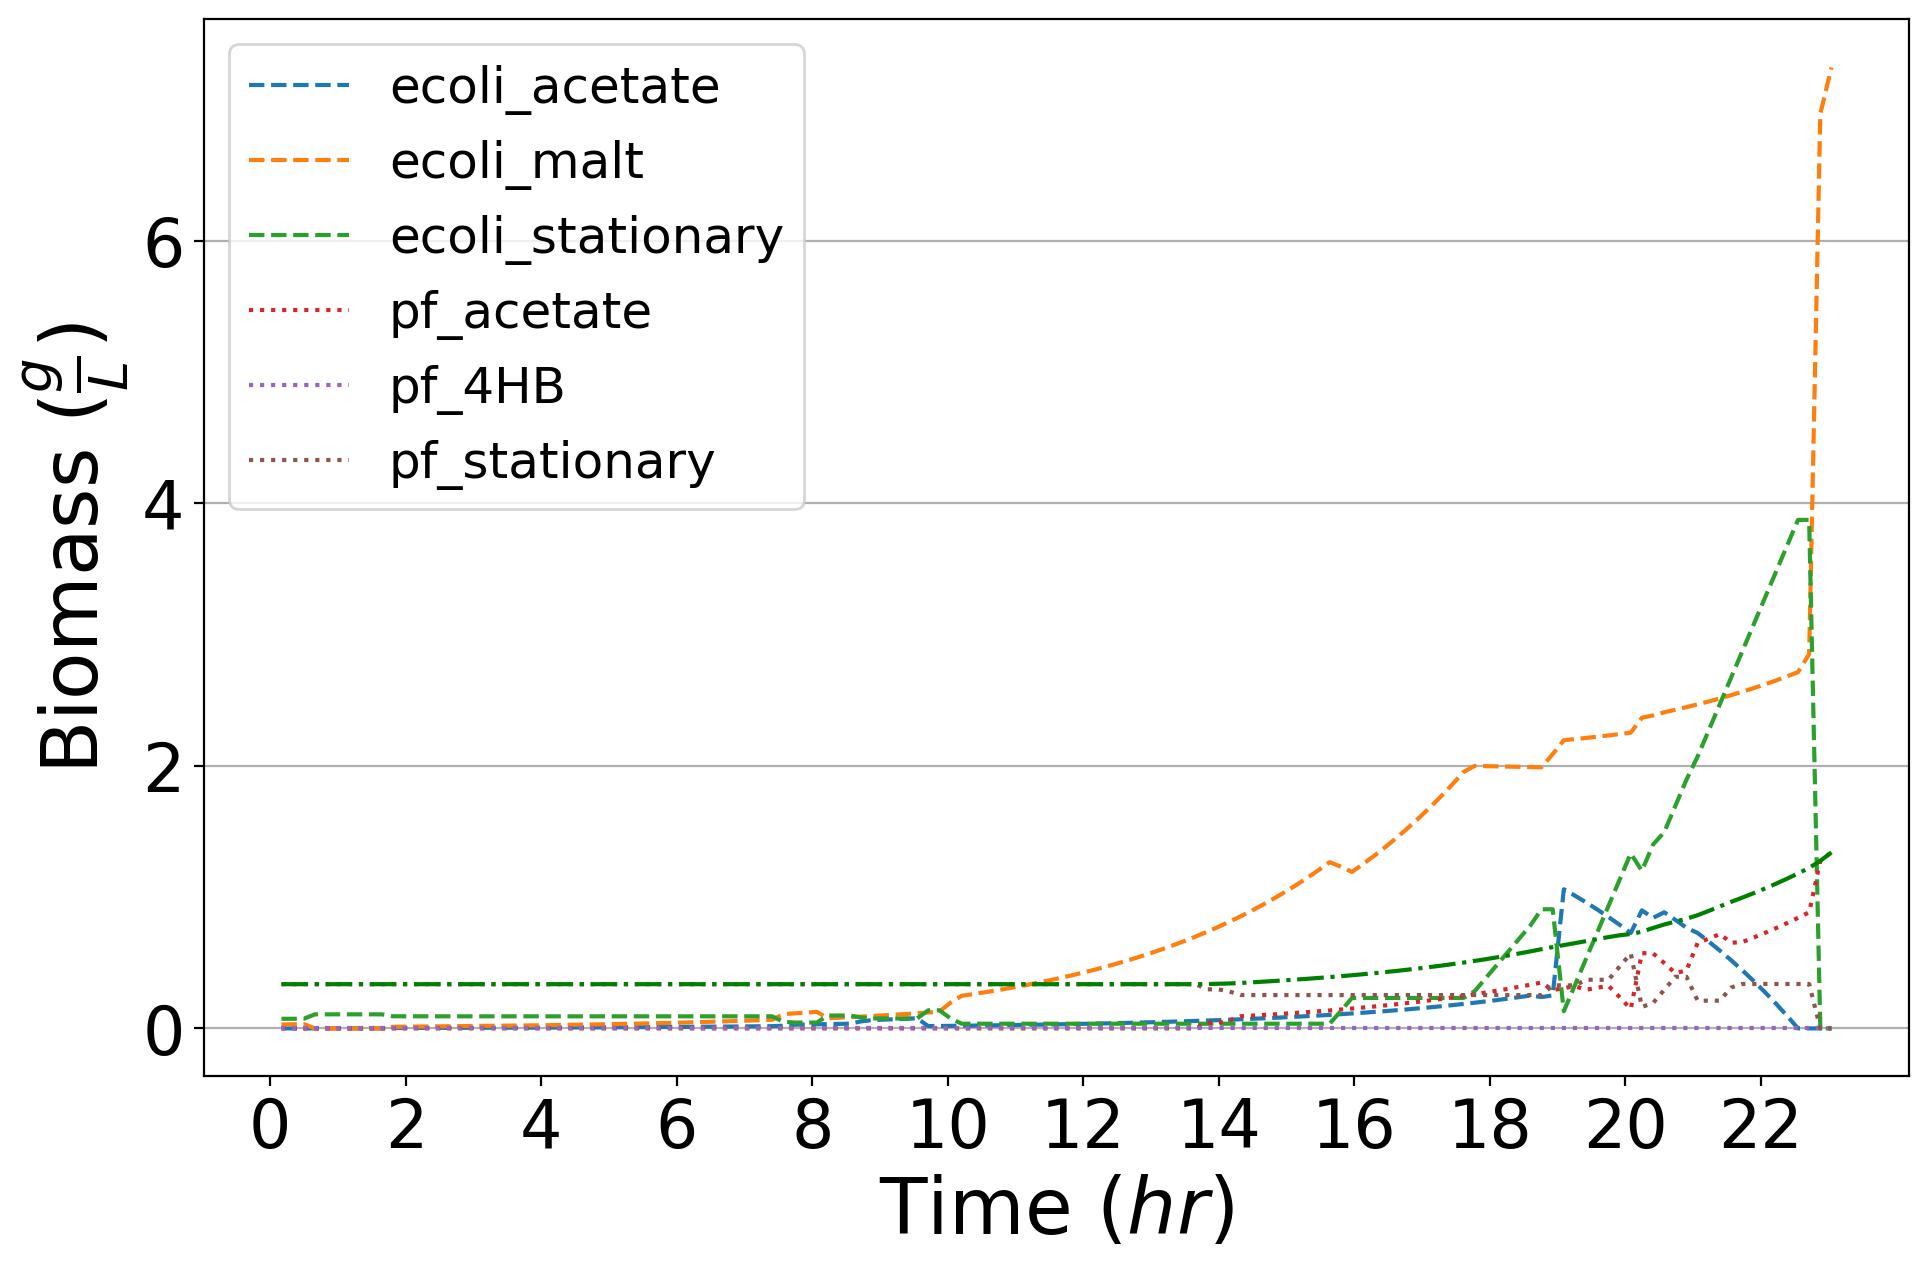 ecoli_acetate
ecoli_malt
ecoli_stationary
pf_acetate
pf_4HB
pf_stationary
6
4
2
0
Biomass (g/L)
0 2 4 6 8 10 12 14 16 18 20 22
Time (hr)